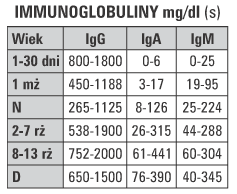 IMMUNOGLOBULINY mg/dl (s)
Wiek IgG IgA IgM
1-30 dni 800-1800 0-6 0-25
1 mż 450-1188 3-17 19-95
N 265-1125 8-126 25-224
2-7 rż 538-1900 26-315 44-288
8-13 rż 752-2000 61-441 60-304
D 650-1500 76-390 40-345